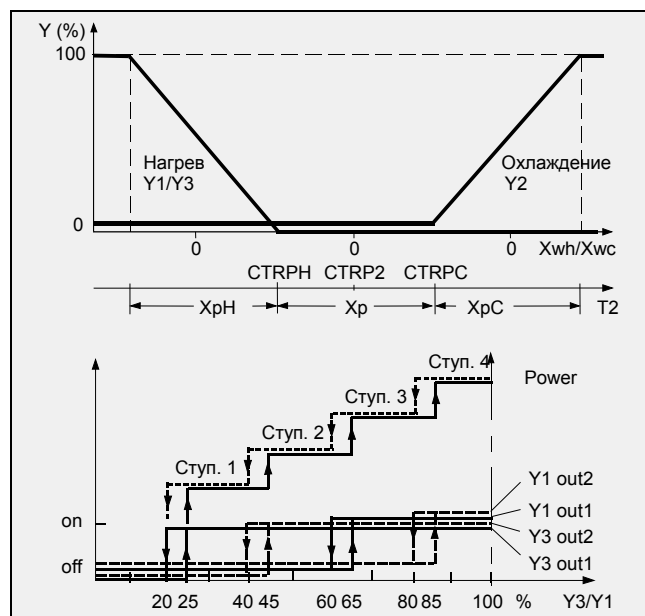 Y (%)
100
Нагрев
Y1/Y3
Охлаждение
Y2
0
0 0 0 Xwh/Xwc
CTRPH CTRP2 CTRPC
XpH Xp XpC T2
Ступ. 4
Power
Ступ. 3
Ступ. 2
Ступ. 1
Y1 out2
Y1 out1
on
Y3 out2
off
Y3 out1
20 25 40 45 60 65 80 85 100 % Y3/Y1